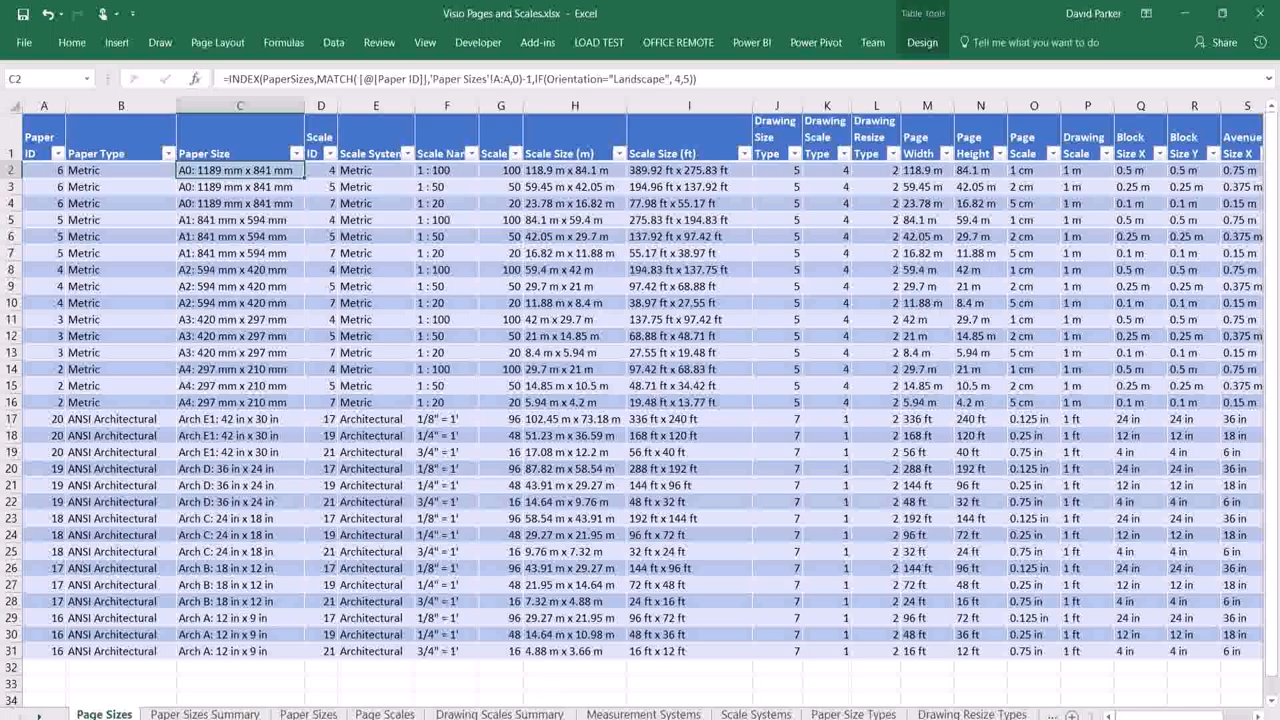 Visio Pages and Scales.xlsx - Excel Table Tools David Parker
File Home Insert Draw Page Layout Formulas Data Review View Developer Add-ins LOAD TEST OFFICE REMOTE Power BI Power Pivot Team Design Tell me what you want to do Share
C2 fx =INDEX(PaperSizes,MATCH([@[Paper ID]],'Paper Sizes'!A:A,0)-1,IF(Orientation="Landscape", 4,5))
A B C D E F G H I J K L M N O P Q R S
1 Paper ID Paper Type Paper Size Scale ID Scale System Scale Nar Scale Scale Size (m) Scale Size (ft) Drawing Size Type Drawing Scale Type Drawing Resize Type Page Width Page Height Page Scale Drawing Scale Block Size X Block Size Y Avenue Size X
2 6 Metric A0: 1189 mm x 841 mm 4 Metric 1 : 100 100 118.9 m x 84.1 m 389.92 ft x 275.83 ft 5 4 2 118.9 m 84.1 m 1 cm 1 m 0.5 m 0.5 m 0.75 m
3 6 Metric A0: 1189 mm x 841 mm 5 Metric 1 : 50 50 59.45 m x 42.05 m 194.96 ft x 137.92 ft 5 4 2 59.45 m 42.05 m 2 cm 1 m 0.25 m 0.25 m 0.375 m
4 6 Metric A0: 1189 mm x 841 mm 7 Metric 1 : 20 20 23.78 m x 16.82 m 77.98 ft x 55.17 ft 5 4 2 23.78 m 16.82 m 5 cm 1 m 0.1 m 0.1 m 0.15 m
5 5 Metric A1: 841 mm x 594 mm 4 Metric 1 : 100 100 84.1 m x 59.4 m 275.83 ft x 194.83 ft 5 4 2 84.1 m 59.4 m 1 cm 1 m 0.5 m 0.5 m 0.75 m
6 5 Metric A1: 841 mm x 594 mm 5 Metric 1 : 50 50 42.05 m x 29.7 m 137.92 ft x 97.42 ft 5 4 2 42.05 m 29.7 m 2 cm 1 m 0.25 m 0.25 m 0.375 m
7 5 Metric A1: 841 mm x 594 mm 7 Metric 1 : 20 20 16.82 m x 11.88 m 55.17 ft x 38.97 ft 5 4 2 16.82 m 11.88 m 5 cm 1 m 0.1 m 0.1 m 0.15 m
8 4 Metric A2: 594 mm x 420 mm 4 Metric 1 : 100 100 59.4 m x 42 m 194.83 ft x 137.75 ft 5 4 2 59.4 m 42 m 1 cm 1 m 0.5 m 0.5 m 0.75 m
9 4 Metric A2: 594 mm x 420 mm 5 Metric 1 : 50 50 29.7 m x 21 m 97.42 ft x 68.88 ft 5 4 2 29.7 m 21 m 2 cm 1 m 0.25 m 0.25 m 0.375 m
10 4 Metric A2: 594 mm x 420 mm 7 Metric 1 : 20 20 11.88 m x 8.4 m 38.97 ft x 27.55 ft 5 4 2 11.88 m 8.4 m 5 cm 1 m 0.1 m 0.1 m 0.15 m
11 3 Metric A3: 420 mm x 297 mm 4 Metric 1 : 100 100 42 m x 29.7 m 137.75 ft x 97.42 ft 5 4 2 42 m 29.7 m 1 cm 1 m 0.5 m 0.5 m 0.75 m
12 3 Metric A3: 420 mm x 297 mm 5 Metric 1 : 50 50 21 m x 14.85 m 68.88 ft x 48.71 ft 5 4 2 21 m 14.85 m 2 cm 1 m 0.25 m 0.25 m 0.375 m
13 3 Metric A3: 420 mm x 297 mm 7 Metric 1 : 20 20 8.4 m x 5.94 m 27.55 ft x 19.48 ft 5 4 2 8.4 m 5.94 m 5 cm 1 m 0.1 m 0.1 m 0.15 m
14 2 Metric A4: 297 mm x 210 mm 4 Metric 1 : 100 100 29.7 m x 21 m 97.42 ft x 68.83 ft 5 4 2 29.7 m 21 m 1 cm 1 m 0.5 m 0.5 m 0.75 m
15 2 Metric A4: 297 mm x 210 mm 5 Metric 1 : 50 50 14.85 m x 10.5 m 48.71 ft x 34.42 ft 5 4 2 14.85 m 10.5 m 2 cm 1 m 0.25 m 0.25 m 0.375 m
16 2 Metric A4: 297 mm x 210 mm 7 Metric 1 : 20 20 5.94 m x 4.2 m 19.48 ft x 13.77 ft 5 4 2 5.94 m 4.2 m 5 cm 1 m 0.1 m 0.1 m 0.15 m
17 20 ANSI Architectural Arch E1: 42 in x 30 in 17 Architectural 1/8" = 1' 96 102.45 m x 73.18 m 336 ft x 240 ft 7 1 2 336 ft 240 ft 0.125 in 1 ft 24 in 24 in 36 in
18 20 ANSI Architectural Arch E1: 42 in x 30 in 19 Architectural 1/4" = 1' 48 51.23 m x 36.59 m 168 ft x 120 ft 7 1 2 168 ft 120 ft 0.25 in 1 ft 12 in 12 in 18 in
19 20 ANSI Architectural Arch E1: 42 in x 30 in 21 Architectural 3/4" = 1' 16 17.08 m x 12.2 m 56 ft x 40 ft 7 1 2 56 ft 40 ft 0.75 in 1 ft 4 in 4 in 6 in
20 19 ANSI Architectural Arch D: 36 in x 24 in 17 Architectural 1/8" = 1' 96 87.82 m x 58.54 m 288 ft x 192 ft 7 1 2 288 ft 192 ft 0.125 in 1 ft 24 in 24 in 36 in
21 19 ANSI Architectural Arch D: 36 in x 24 in 19 Architectural 1/4" = 1' 48 43.91 m x 29.27 m 144 ft x 96 ft 7 1 2 144 ft 96 ft 0.25 in 1 ft 12 in 12 in 18 in
22 19 ANSI Architectural Arch D: 36 in x 24 in 21 Architectural 3/4" = 1' 16 14.64 m x 9.76 m 48 ft x 32 ft 7 1 2 48 ft 32 ft 0.75 in 1 ft 4 in 4 in 6 in
23 18 ANSI Architectural Arch C: 24 in x 18 in 17 Architectural 1/8" = 1' 96 58.54 m x 43.91 m 192 ft x 144 ft 7 1 2 192 ft 144 ft 0.125 in 1 ft 24 in 24 in 36 in
24 18 ANSI Architectural Arch C: 24 in x 18 in 19 Architectural 1/4" = 1' 48 29.27 m x 21.95 m 96 ft x 72 ft 7 1 2 96 ft 72 ft 0.25 in 1 ft 12 in 12 in 18 in
25 18 ANSI Architectural Arch C: 24 in x 18 in 21 Architectural 3/4" = 1' 16 9.76 m x 7.32 m 32 ft x 24 ft 7 1 2 32 ft 24 ft 0.75 in 1 ft 4 in 4 in 6 in
26 17 ANSI Architectural Arch B: 18 in x 12 in 17 Architectural 1/8" = 1' 96 43.91 m x 29.27 m 144 ft x 96 ft 7 1 2 144 ft 96 ft 0.125 in 1 ft 24 in 24 in 36 in
27 17 ANSI Architectural Arch B: 18 in x 12 in 19 Architectural 1/4" = 1' 48 21.95 m x 14.64 m 72 ft x 48 ft 7 1 2 72 ft 48 ft 0.25 in 1 ft 12 in 12 in 18 in
28 17 ANSI Architectural Arch B: 18 in x 12 in 21 Architectural 3/4" = 1' 16 7.32 m x 4.88 m 24 ft x 16 ft 7 1 2 24 ft 16 ft 0.75 in 1 ft 4 in 4 in 6 in
29 16 ANSI Architectural Arch A: 12 in x 9 in 17 Architectural 1/8" = 1' 96 29.27 m x 21.95 m 96 ft x 72 ft 7 1 2 96 ft 72 ft 0.125 in 1 ft 24 in 24 in 36 in
30 16 ANSI Architectural Arch A: 12 in x 9 in 19 Architectural 1/4" = 1' 48 14.64 m x 10.98 m 48 ft x 36 ft 7 1 2 48 ft 36 ft 0.25 in 1 ft 12 in 12 in 18 in
31 16 ANSI Architectural Arch A: 12 in x 9 in 21 Architectural 3/4" = 1' 16 4.88 m x 3.66 m 16 ft x 12 ft 7 1 2 16 ft 12 ft 0.75 in 1 ft 4 in 4 in 6 in
32
33
34
Page Sizes Paper Sizes Summary Paper Sizes Page Scales Drawing Scales Summary Measurement Systems Scale Systems Paper Size Types Drawing Resize Types ...